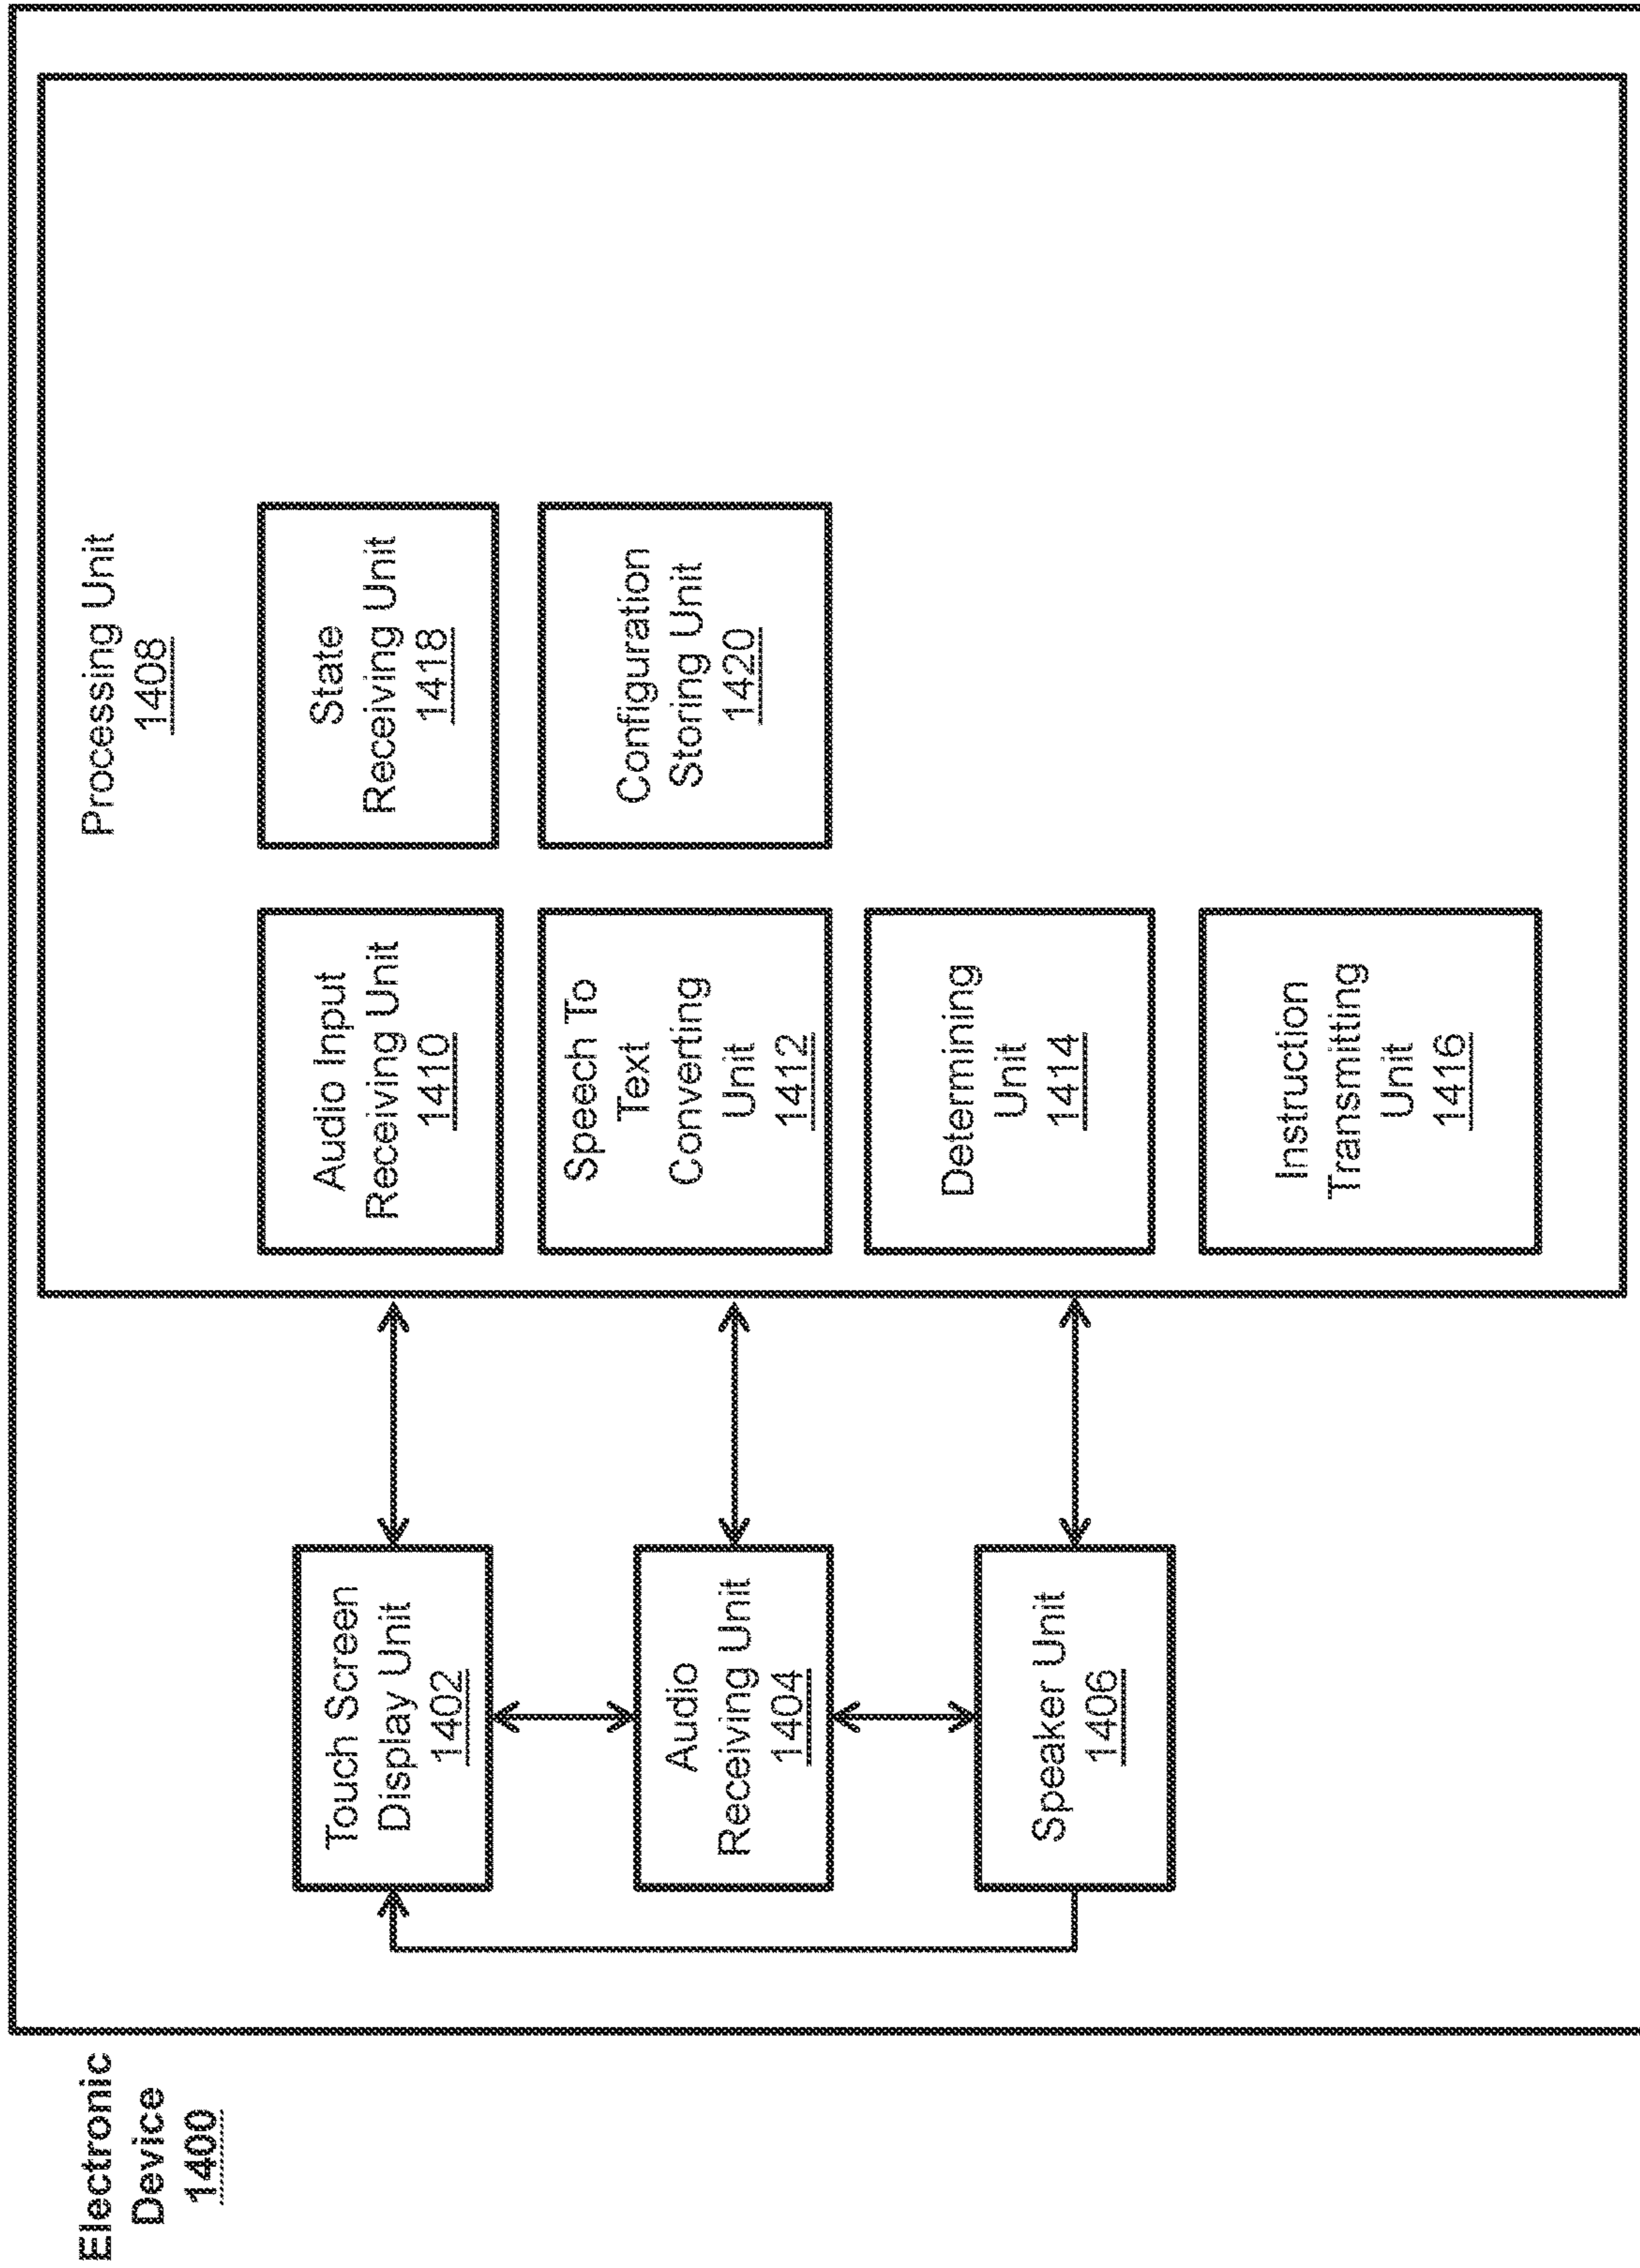 Electronic
Device
1400
Touch Screen
Display Unit
1402
Audio
Receiving Unit
1404
Speaker Unit
1406
Processing Unit
1408
Audio Input
Receiving Unit
1410
Speech To
Text
Converting
Unit
1412
Determining
Unit
1414
Instruction
Transmitting
Unit
1416
State
Receiving Unit
1418
Configuration
Storing Unit
1420